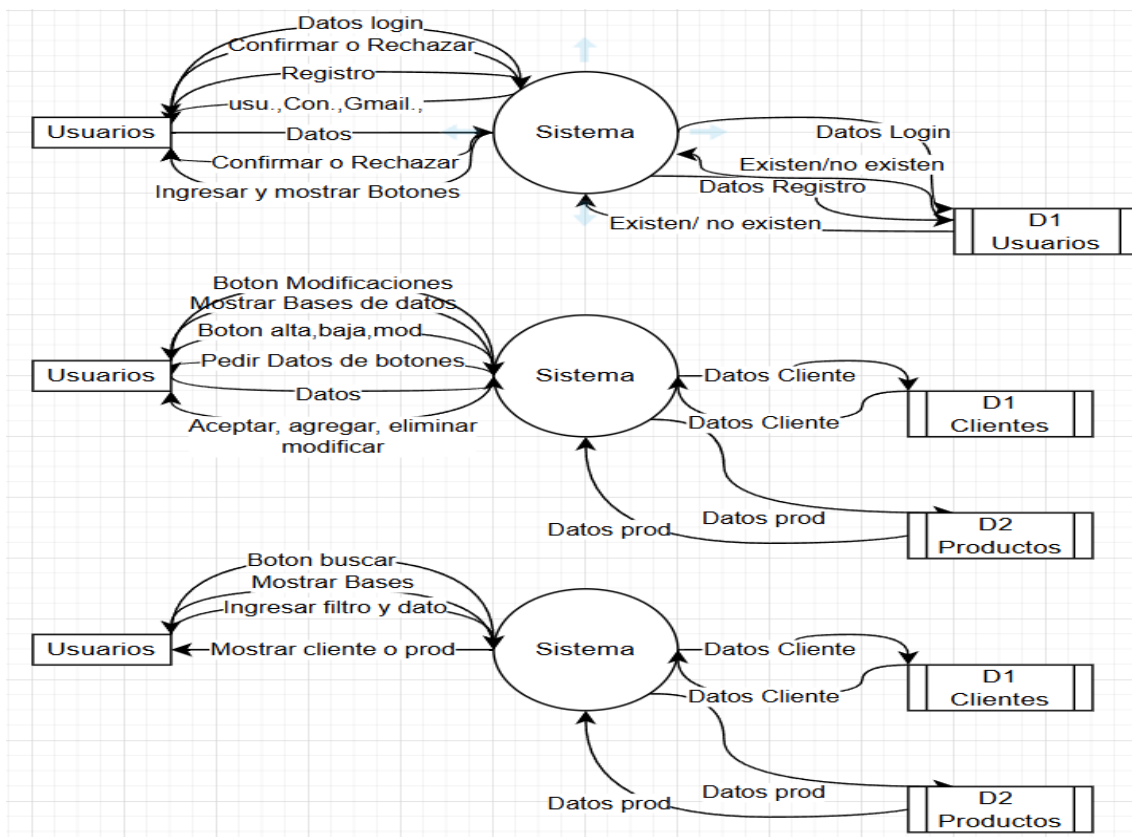 Datos login
Confirmar o Rechazar
Registro
usu.,Con.,Gmail.,
Usuarios
Datos
Sistema
Confirmar o Rechazar
Ingresar y mostrar Botones
Datos Login
Existen/no existen
Datos Registro
Existen/ no existen
D1
Usuarios
Boton Modificaciones
Mostrar Bases de datos
Boton alta,baja,mod
Pedir Datos de botones
Usuarios
Datos
Aceptar, agregar, eliminar
modificar
Sistema
Datos Cliente
Datos Cliente
D1
Clientes
Datos prod
Datos prod
D2
Productos
Boton buscar
Mostrar Bases
Ingresar filtro y dato
Usuarios
Mostrar cliente o prod
Sistema
Datos Cliente
Datos Cliente
D1
Clientes
Datos prod
Datos prod
D2
Productos